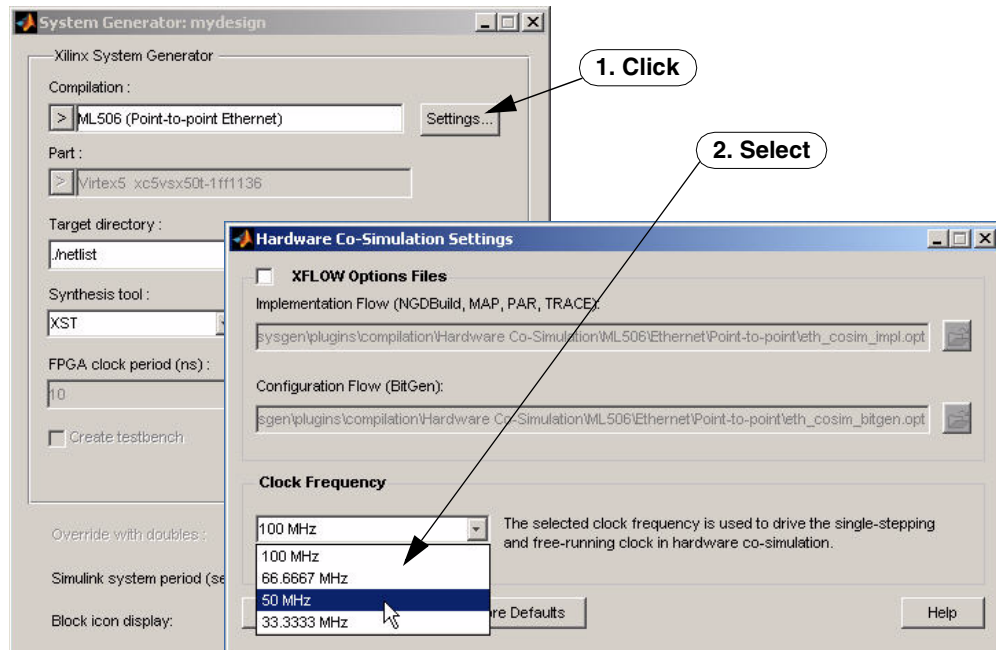 System Generator: mydesign
Xilinx System Generator
1. Click
Compilation :
> ML506 (Point-to-point Ethernet)
Settings...
2. Select
Part :
> Virtex5 xc5vsx50t-1ff1136
Target directory :
./netlist
Hardware Co-Simulation Settings
XFLOW Options Files
Synthesis tool :
Implementation Flow (NGDBuild, MAP, PAR, TRACE):
XST
sysgen\plugins\compilation\Hardware Co-Simulation\ML506\Ethernet\Point-to-point\eth_cosim_impl.opt
FPGA clock period (ns) :
10
Configuration Flow (BitGen):
sgen\plugins\compilation\Hardware Co-Simulation\ML506\Ethernet\Point-to-point\eth_cosim_bitgen.opt
Create testbench
Clock Frequency
100 MHz
The selected clock frequency is used to drive the single-stepping
and free-running clock in hardware co-simulation.
Override with doubles :
100 MHz
66.6667 MHz
50 MHz
33.3333 MHz
Simulink system period (se
Block icon display:
re Defaults
Help